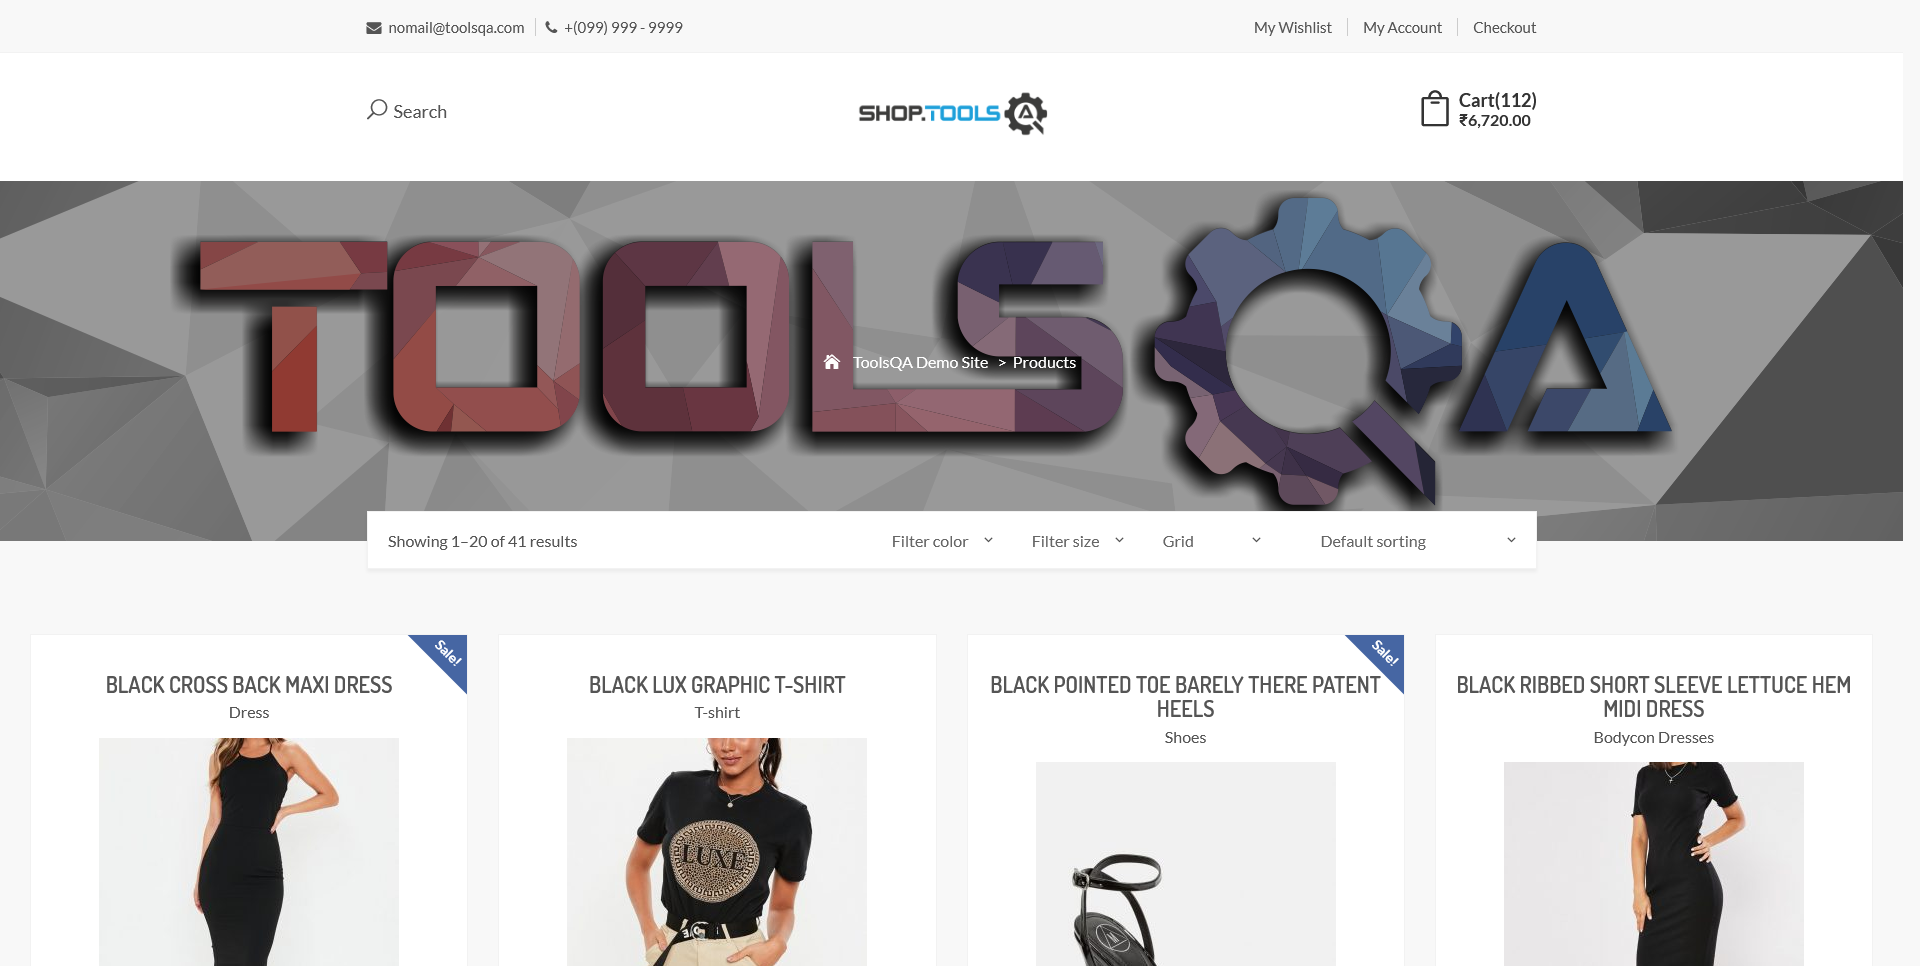 nomail@toolsqa.com
+(099) 999 - 9999
My Wishlist
My Account
Checkout
Search
SHOP.TOOLSQA
Cart(112)
₹6,720.00
TOOLSQA
ToolsQA Demo Site > Products
Showing 1–20 of 41 results
Filter color
Filter size
Grid
Default sorting
Sale!
BLACK CROSS BACK MAXI DRESS
Dress
BLACK LUX GRAPHIC T-SHIRT
T-shirt
LUXE
Sale!
BLACK POINTED TOE BARELY THERE PATENT
HEELS
Shoes
BLACK RIBBED SHORT SLEEVE LETTUCE HEM
MIDI DRESS
Bodycon Dresses